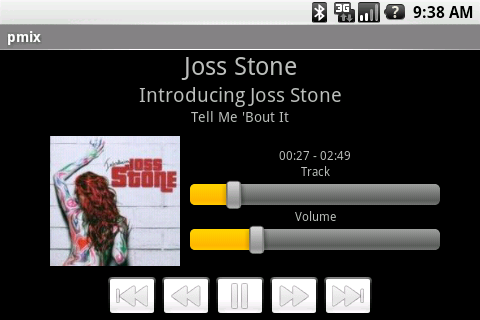 3G
9:38 AM
pmix
Joss Stone
Introducing Joss Stone
Tell Me 'Bout It
Introducing
JOSS
STONE
00:27 - 02:49
Track
Volume